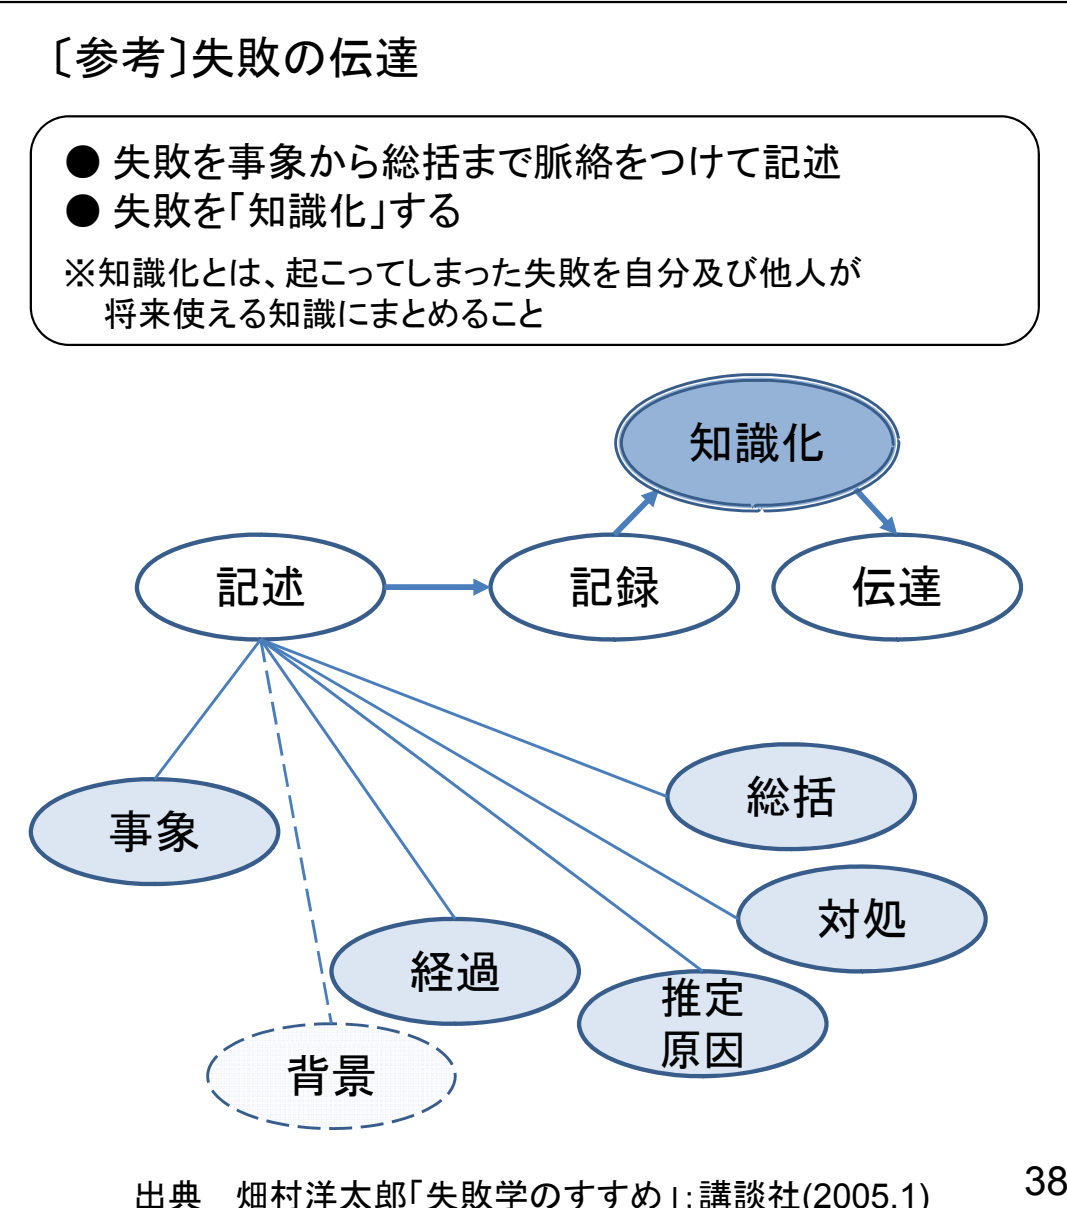 〔参考〕失敗の伝達
● 失敗を事象から総括まで脈絡をつけて記述
● 失敗を「知識化」する
※知識化とは、起こってしまった失敗を自分及び他人が
将来使える知識にまとめること
知識化
記述
記録
伝達
総括
事象
対処
経過
推定
原因
背景
出典　畑村洋太郎「失敗学のすすめ」：講談社(2005.1)
38